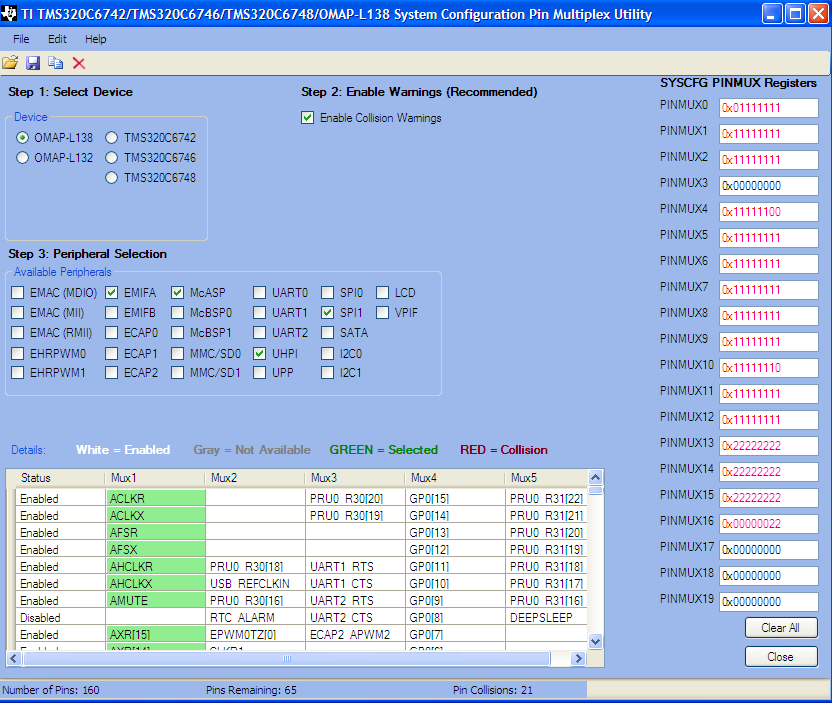 TI TMS320C6742/TMS320C6746/TMS320C6748/OMAP-L138 System Configuration Pin Multiplex Utility
File Edit Help
Step 1: Select Device
Device
OMAP-L138 TMS320C6742
OMAP-L132 TMS320C6746
TMS320C6748
Step 2: Enable Warnings (Recommended)
Enable Collision Warnings
Step 3: Peripheral Selection
Available Peripherals
EMAC (MDIO) EMIFA McASP UART0 SPI0 LCD
EMAC (MII) EMIFB McBSP0 UART1 SPI1 VPIF
EMAC (RMII) ECAP0 McBSP1 UART2 SATA
EHRPWM0 ECAP1 MMC/SD0 UHPI I2C0
EHRPWM1 ECAP2 MMC/SD1 UPP I2C1
Details: White = Enabled Gray = Not Available GREEN = Selected RED = Collision
Status Mux1 Mux2 Mux3 Mux4 Mux5
Enabled ACLKR PRU0_R30[20] GP0[15] PRU0_R31[22]
Enabled ACLKX PRU0_R30[19] GP0[14] PRU0_R31[21]
Enabled AFSR GP0[13] PRU0_R31[20]
Enabled AFSX GP0[12] PRU0_R31[19]
Enabled AHCLKR PRU0_R30[18] UART1_RTS GP0[11] PRU0_R31[18]
Enabled AHCLKX USB_REFCLKIN UART1_CTS GP0[10] PRU0_R31[17]
Enabled AMUTE PRU0_R30[16] UART2_RTS GP0[9] PRU0_R31[16]
Disabled RTC_ALARM UART2_CTS GP0[8] DEEPSLEEP
Enabled AXR[15] EPWM0TZ[0] ECAP2_APWM2 GP0[7]
SYSCFG PINMUX Registers
PINMUX0 0x01111111
PINMUX1 0x11111111
PINMUX2 0x11111111
PINMUX3 0x00000000
PINMUX4 0x11111100
PINMUX5 0x11111111
PINMUX6 0x11111111
PINMUX7 0x11111111
PINMUX8 0x11111111
PINMUX9 0x11111111
PINMUX10 0x11111110
PINMUX11 0x11111111
PINMUX12 0x11111111
PINMUX13 0x22222222
PINMUX14 0x22222222
PINMUX15 0x22222222
PINMUX16 0x00000022
PINMUX17 0x00000000
PINMUX18 0x00000000
PINMUX19 0x00000000
Clear All
Close
Number of Pins: 160 Pins Remaining: 65 Pin Collisions: 21